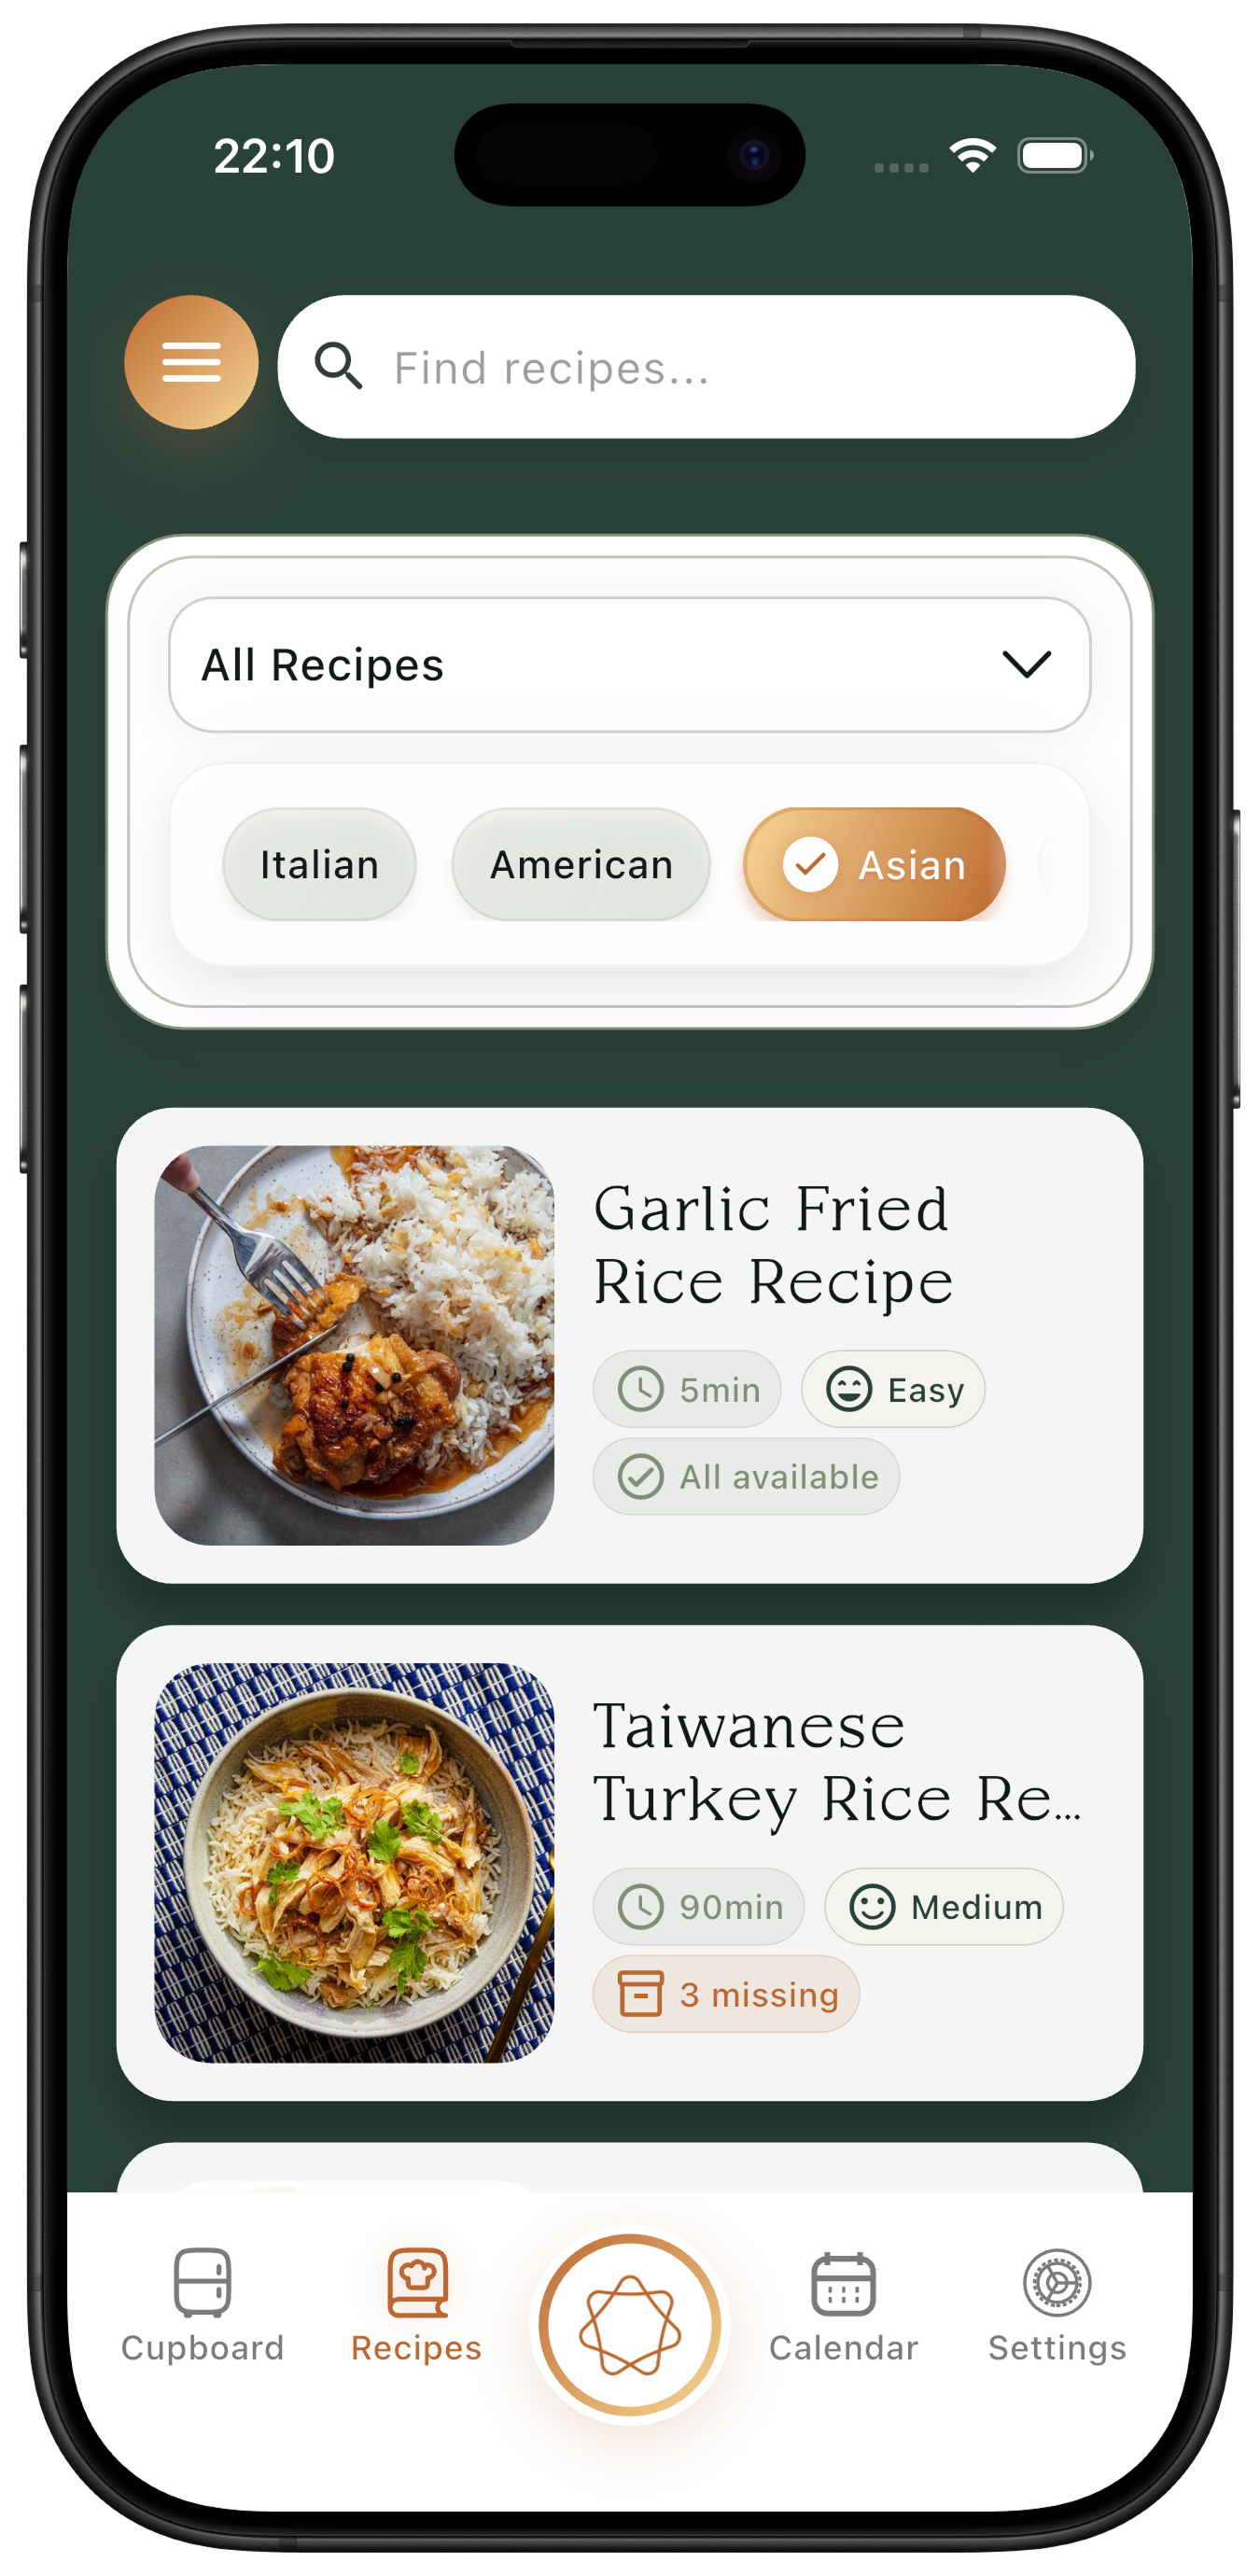 22:10
Find recipes...
All Recipes
Italian American Asian
Garlic Fried
Rice Recipe
5min Easy
All available
Taiwanese
Turkey Rice Re...
90min Medium
3 missing
Cupboard Recipes Calendar Settings